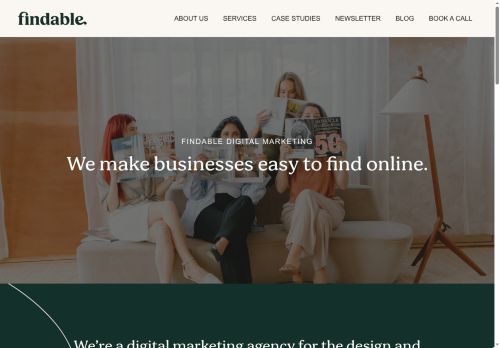 findable.
ABOUT US
SERVICES
CASE STUDIES
NEWSLETTER
BLOG
BOOK A CALL
FINDABLE DIGITAL MARKETING
We make businesses easy to find online.
We're a digital marketing agency for the design and